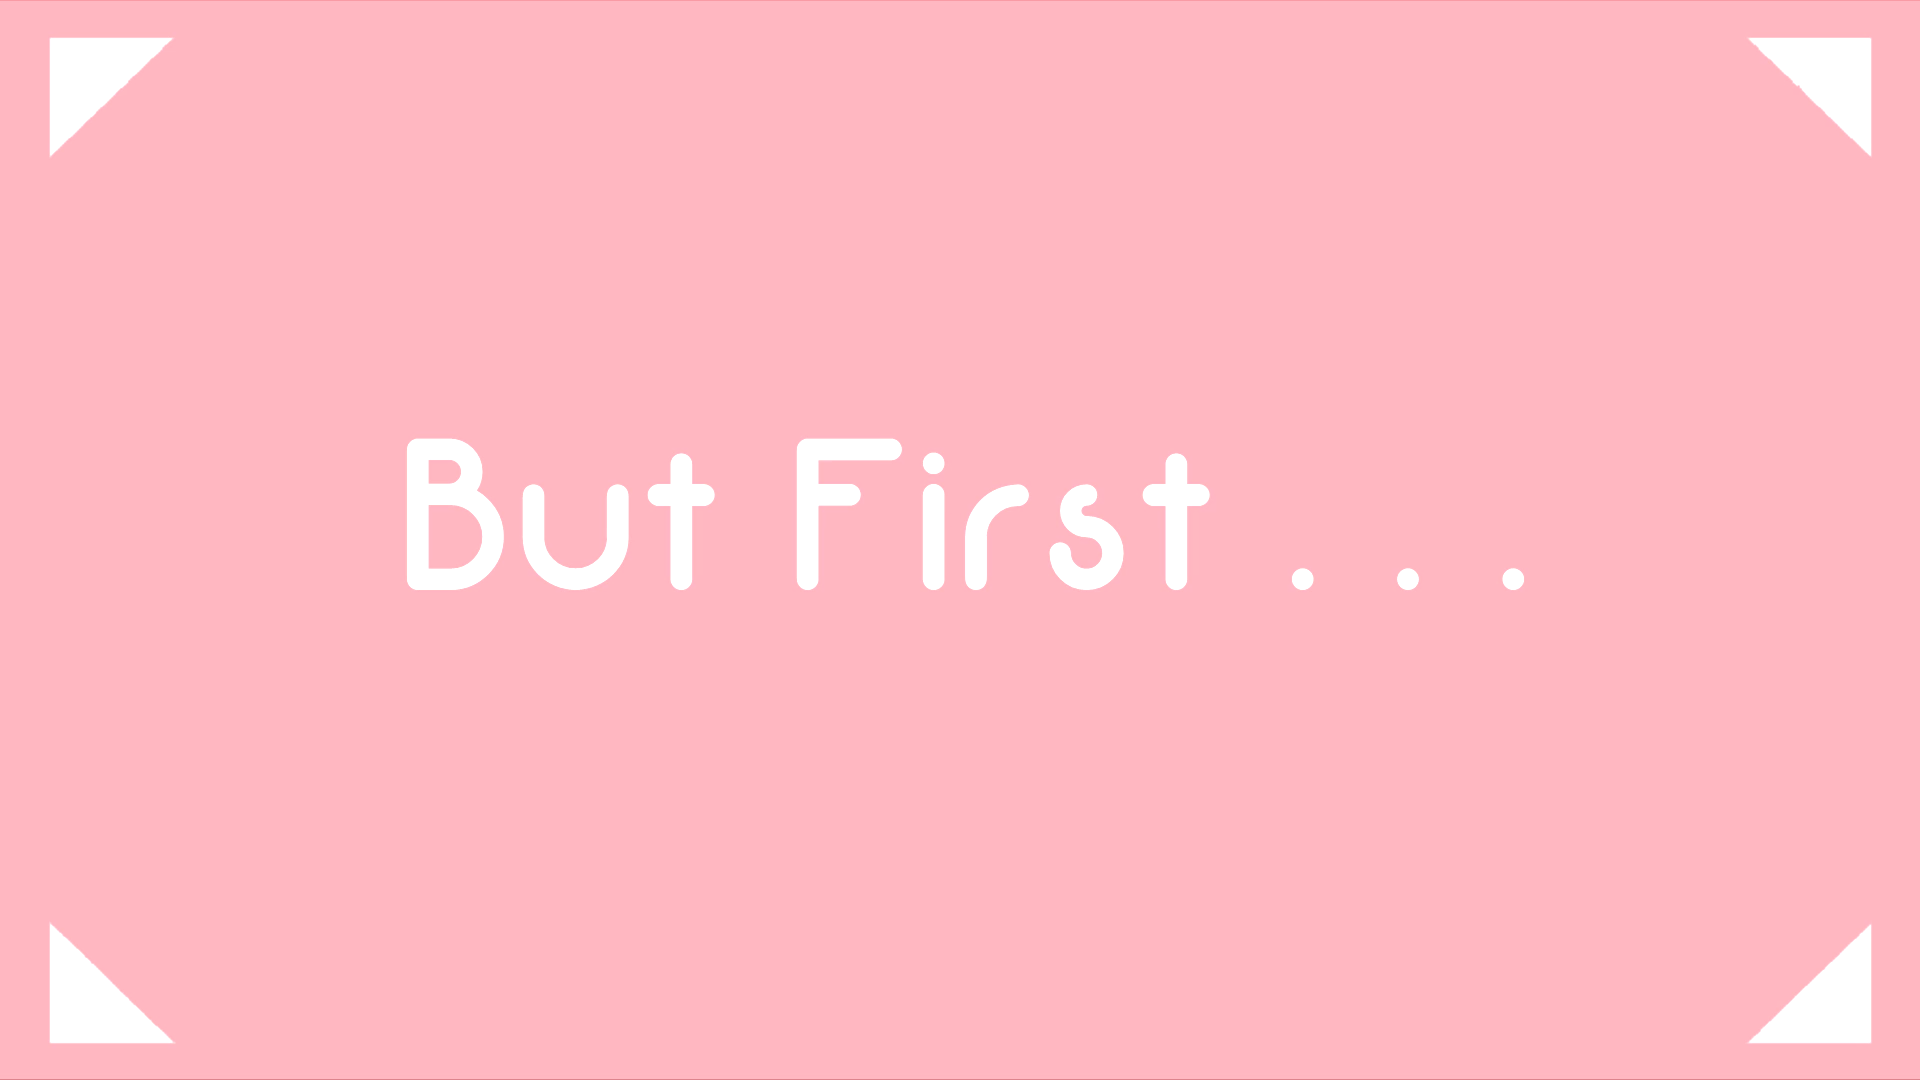 But First . . .